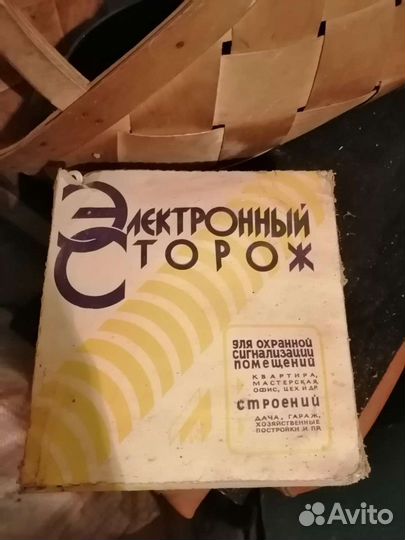 Электронный
Сторож
для охранной
сигнализации
помещений
квартира,
мастерская,
офис, цех и др.
строений
дача, гараж,
хозяйственные
постройки и пр.
Avito